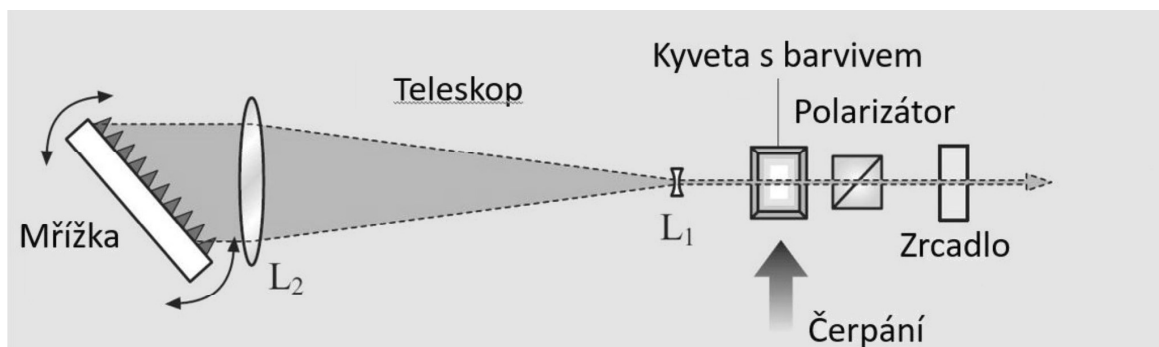 Kyveta s barvivem
Teleskop
Polarizátor
Mřížka
L₂
L₁
Zrcadlo
Čerpání